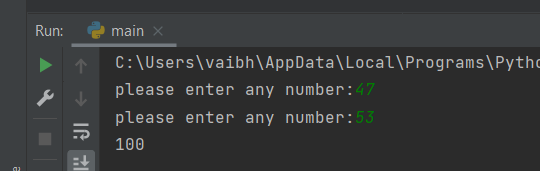 Run: main
C:\Users\vaibh\AppData\Local\Programs\Pytho
please enter any number:47
please enter any number:53
100